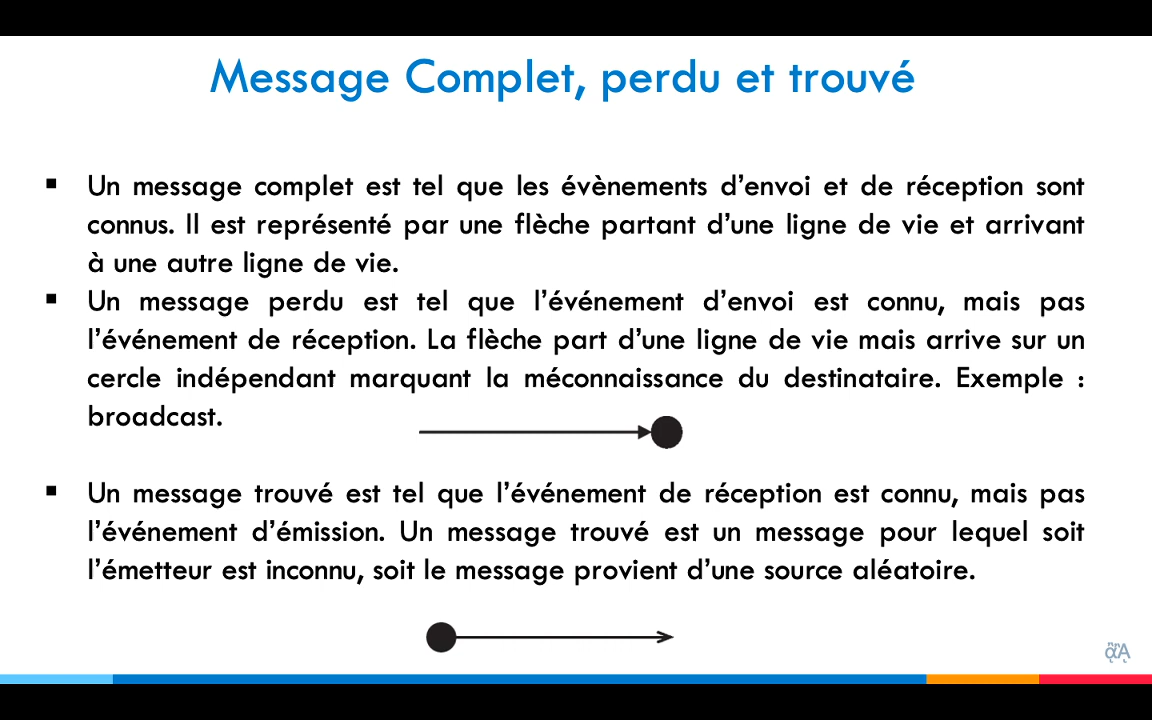 Message Complet, perdu et trouvé
▪ Un message complet est tel que les évènements d’envoi et de réception sont
connus. Il est représenté par une flèche partant d’une ligne de vie et arrivant
à une autre ligne de vie.
▪ Un message perdu est tel que l’événement d’envoi est connu, mais pas
l’événement de réception. La flèche part d’une ligne de vie mais arrive sur un
cercle indépendant marquant la méconnaissance du destinataire. Exemple :
broadcast.
▪ Un message trouvé est tel que l’événement de réception est connu, mais pas
l’événement d’émission. Un message trouvé est un message pour lequel soit
l’émetteur est inconnu, soit le message provient d’une source aléatoire.